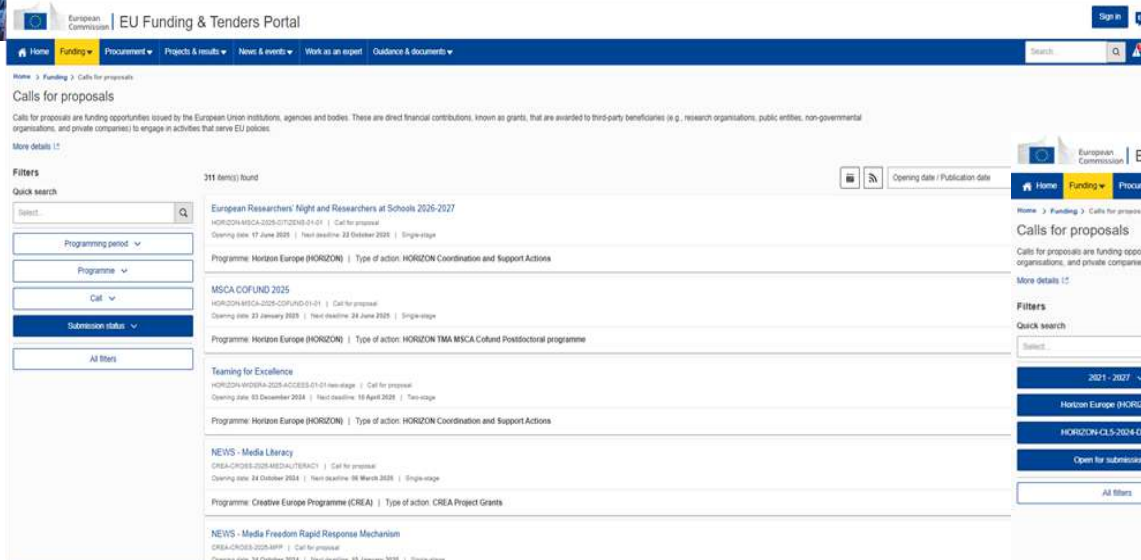 European Commission | EU Funding & Tenders Portal
Sign in
Home Funding Procurement Projects & results News & events Work as an expert Guidance & documents
Search
Home > Funding > Calls for proposals
Calls for proposals
Calls for proposals are funding opportunities issued by the European Union institutions, agencies and bodies. These are direct financial contributions, known as grants, that are awarded to third-party beneficiaries (e.g., research organisations, public entities, non-governmental
organisations, and private companies) to engage in activities that serve EU policies
More details
Filters
Quick search
Select...
Programming period
Programme
Call
Submission status
All filters
311 item(s) found
Opening date / Publication date
European Researchers' Night and Researchers at Schools 2026-2027
HORIZON-MSCA-2025-CITIZENS-01-01 | Call for proposal
Opening date: 17 June 2025 | Next deadline: 22 October 2025 | Single-stage
Programme: Horizon Europe (HORIZON) | Type of action: HORIZON Coordination and Support Actions
MSCA COFUND 2025
HORIZON-MSCA-2025-COFUND-01-01 | Call for proposal
Opening date: 23 January 2025 | Next deadline: 24 June 2025 | Single-stage
Programme: Horizon Europe (HORIZON) | Type of action: HORIZON TMA MSCA Cofund Postdoctoral programme
Teaming for Excellence
HORIZON-WIDERA-2025-ACCESS-01-01-two-stage | Call for proposal
Opening date: 03 December 2024 | Next deadline: 10 April 2025 | Two-stage
Programme: Horizon Europe (HORIZON) | Type of action: HORIZON Coordination and Support Actions
NEWS - Media Literacy
CREA-CROSS-2025-MEDIALITERACY | Call for proposal
Opening date: 24 October 2024 | Next deadline: 06 March 2025 | Single-stage
Programme: Creative Europe Programme (CREA) | Type of action: CREA Project Grants
NEWS - Media Freedom Rapid Response Mechanism
CREA-CROSS-2025-MFP | Call for proposal
European Commission | E
Home Funding Procu
Home > Funding > Calls for propos
Calls for proposals
Calls for proposals are funding oppo
organisations, and private companie
More details
Filters
Quick search
Select...
2021 - 2027
Horizon Europe (HORIZ
HORIZON-CL5-2024-D
Open for submissio
All filters